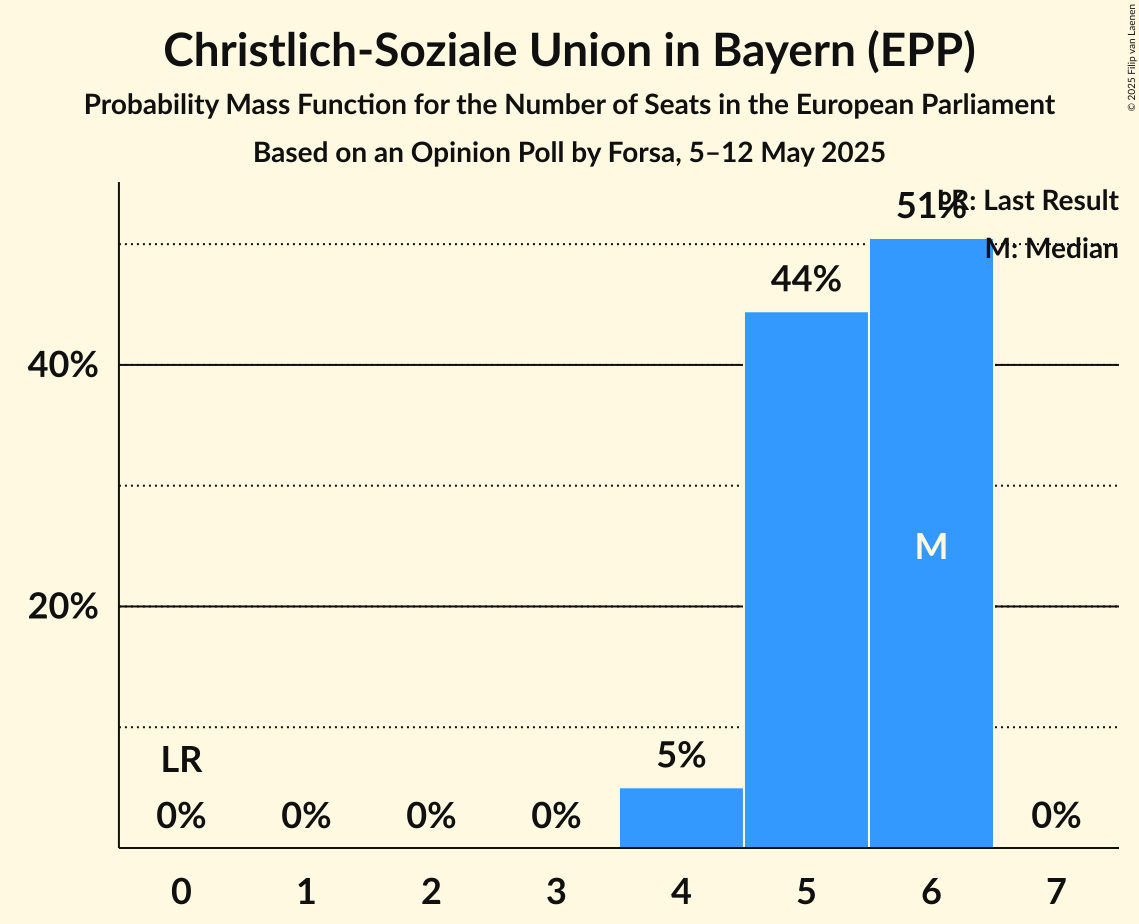 Christlich-Soziale Union in Bayern (EPP)
Probability Mass Function for the Number of Seats in the European Parliament
Based on an Opinion Poll by Forsa, 5–12 May 2025
© 2025 Filip van Laenen
LR: Last Result
M: Median
51%
44%
40%
M
20%
5%
LR
0% 0% 0% 0% 0%
0 1 2 3 4 5 6 7